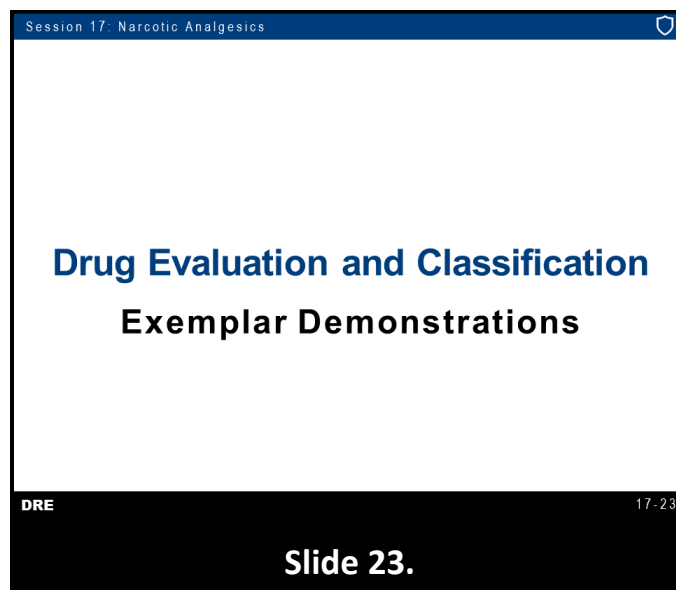 Session 17: Narcotic Analgesics
Drug Evaluation and Classification
Exemplar Demonstrations
DRE
17-23
Slide 23.